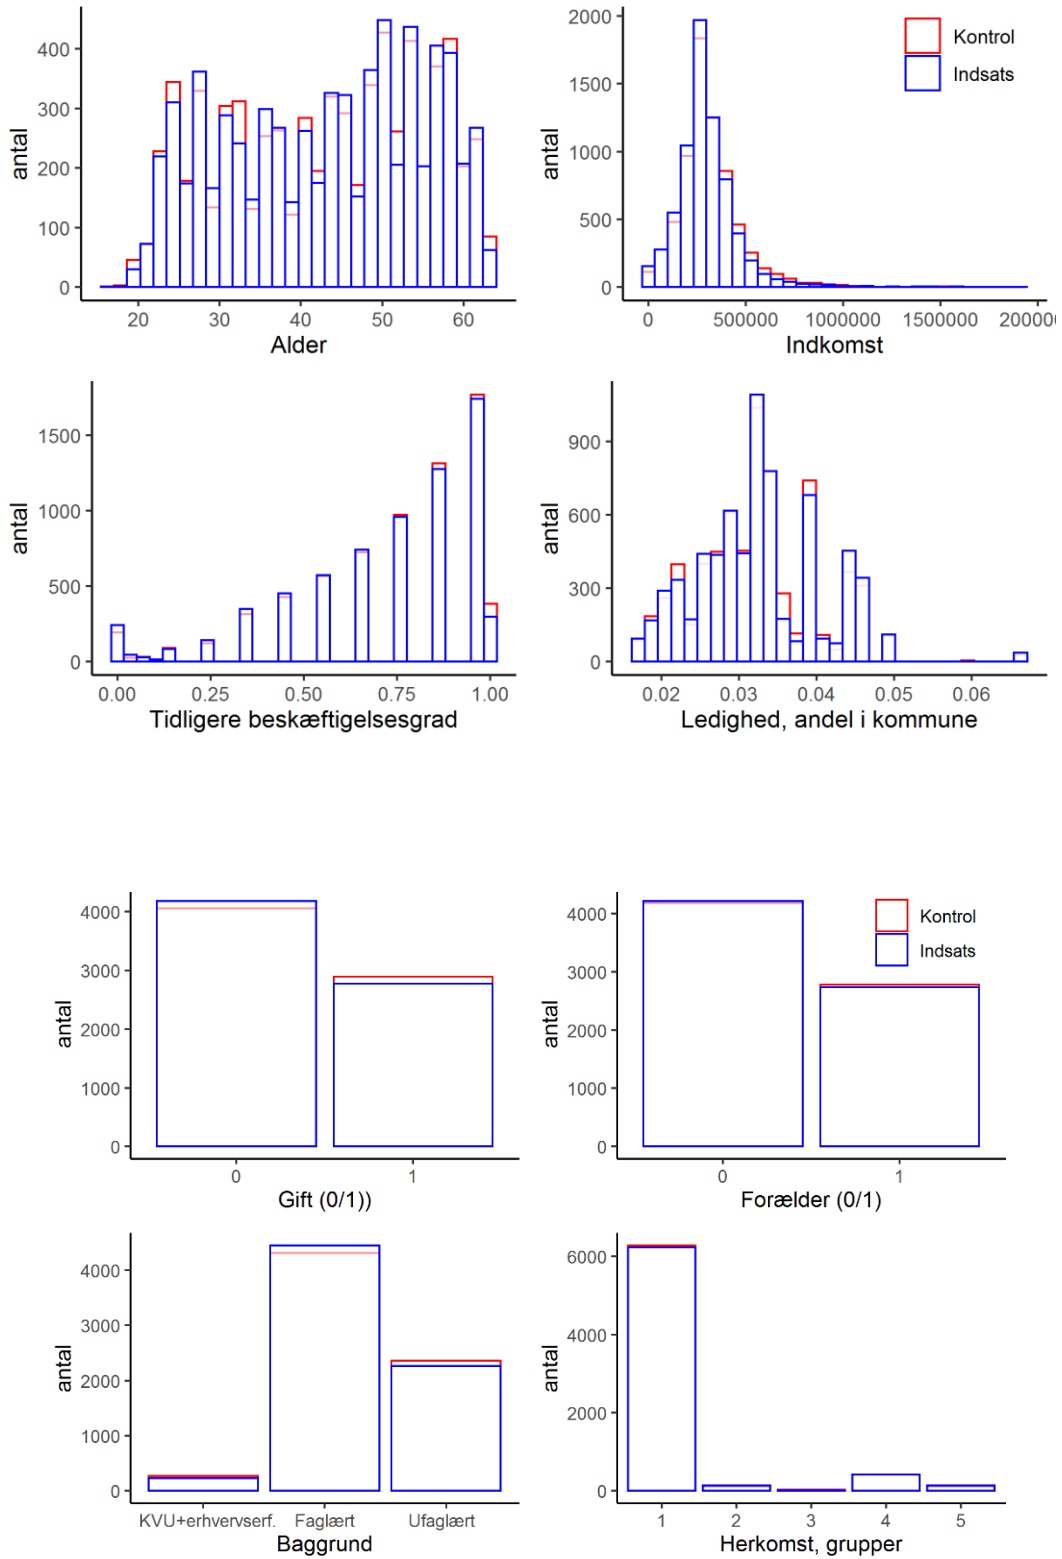 antal
400
300
200
100
0
20 30 40 50 60
Alder
antal
2000
1500
1000
500
0
0 500000 1000000 1500000 20000
Indkomst
Kontrol
Indsats
antal
1500
1000
500
0
0.00 0.25 0.50 0.75 1.00
Tidligere beskæftigelsesgrad
antal
900
600
300
0
0.02 0.03 0.04 0.05 0.06
Ledighed, andel i kommune
antal
4000
3000
2000
1000
0
0 1
Gift (0/1))
antal
4000
3000
2000
1000
0
0 1
Forælder (0/1)
Kontrol
Indsats
antal
4000
3000
2000
1000
0
KVU+erhvervserf. Faglært Ufaglært
Baggrund
antal
6000
4000
2000
0
1 2 3 4 5
Herkomst, grupper